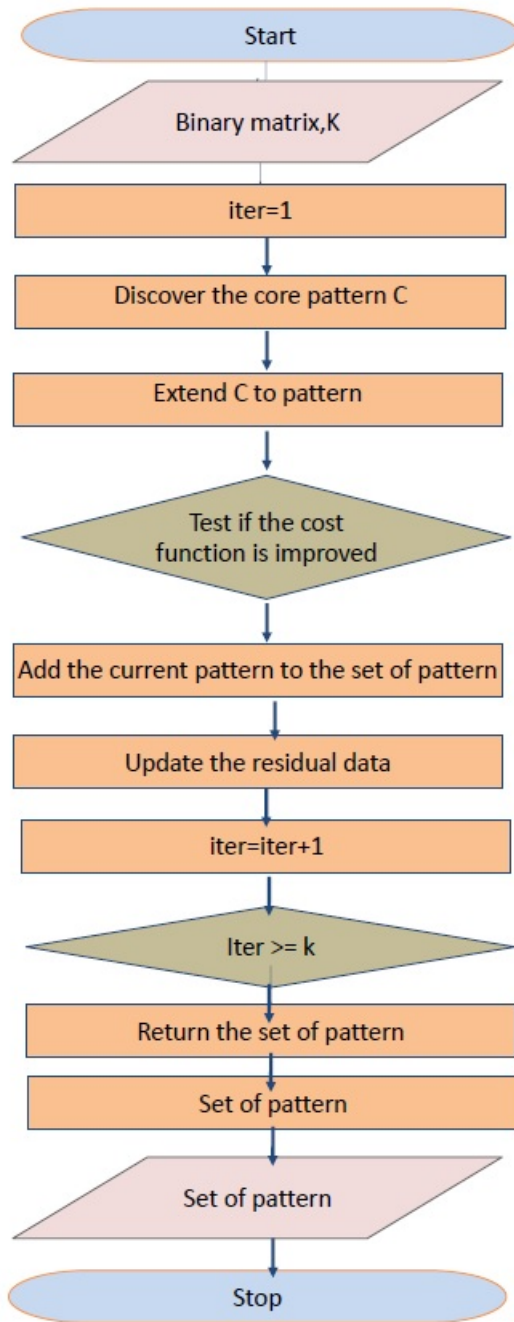 Start
Binary matrix,K
iter=1
Discover the core pattern C
Extend C to pattern
Test if the cost
function is improved
Add the current pattern to the set of pattern
Update the residual data
iter=iter+1
Iter >= k
Return the set of pattern
Set of pattern
Set of pattern
Stop